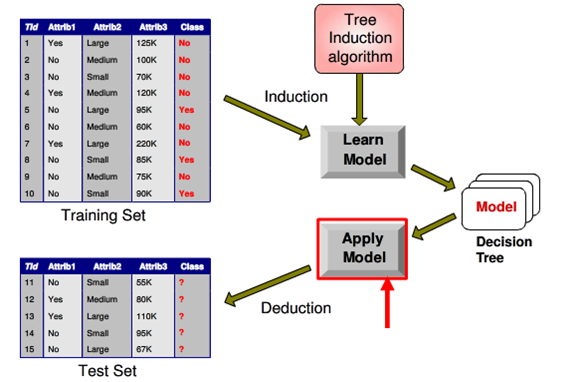 Tid Attrib1 Attrib2 Attrib3 Class
1 Yes Large 125K No
2 No Medium 100K No
3 No Small 70K No
4 Yes Medium 120K No
5 No Large 95K Yes
6 No Medium 60K No
7 Yes Large 220K No
8 No Small 85K Yes
9 No Medium 75K No
10 No Small 90K Yes
Training Set
Tree
Induction
algorithm
Induction
Learn
Model
Model
Decision
Tree
Apply
Model
Deduction
Tid Attrib1 Attrib2 Attrib3 Class
11 No Small 55K ?
12 Yes Medium 80K ?
13 Yes Large 110K ?
14 No Small 95K ?
15 No Large 67K ?
Test Set